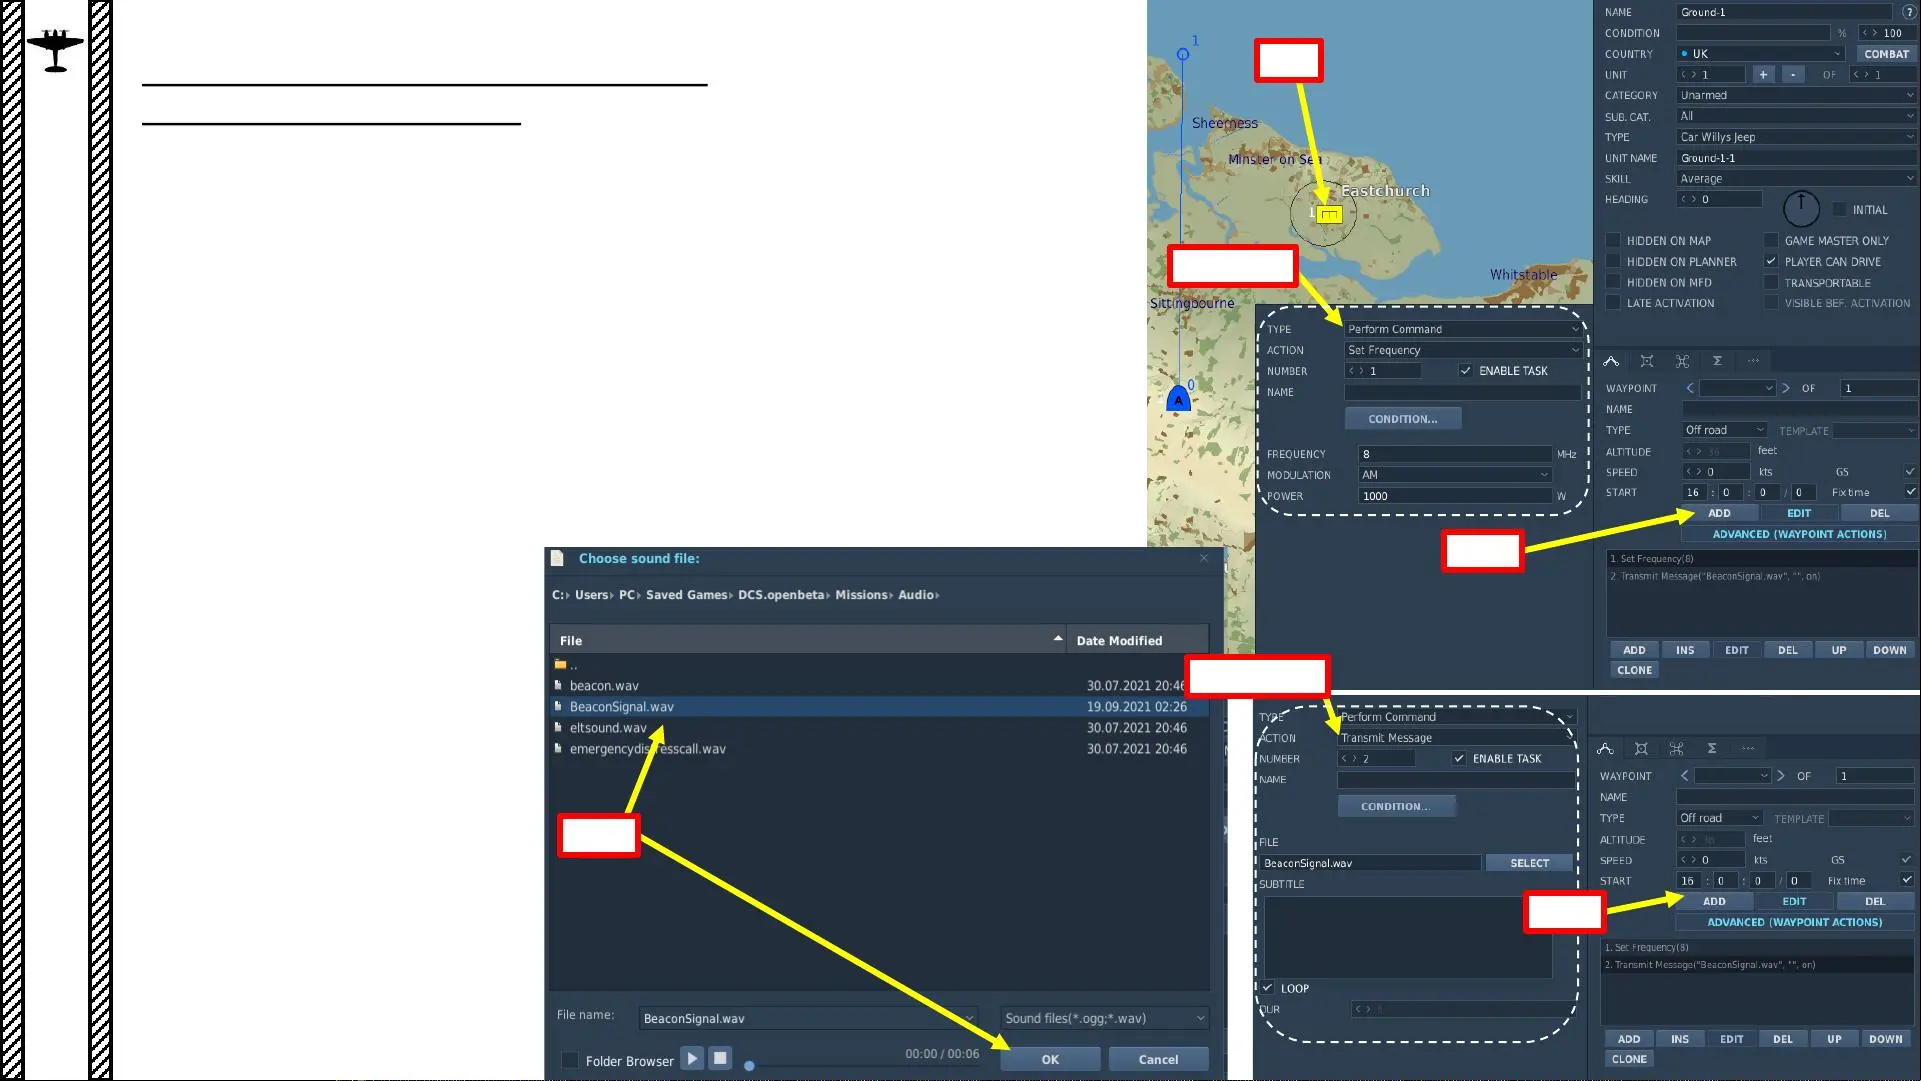 1
Sheerness
Minster on Sea
Eastchurch
1
Whitstable
Sittingbourne
0
A
NAME Ground-1 ?
CONDITION % < > 100
COUNTRY UK COMBAT
UNIT < > 1 + - OF < > 1
CATEGORY Unarmed
SUB. CAT. All
TYPE Car Willys Jeep
UNIT NAME Ground-1-1
SKILL Average
HEADING < > 0
INITIAL
HIDDEN ON MAP GAME MASTER ONLY
HIDDEN ON PLANNER PLAYER CAN DRIVE
HIDDEN ON MFD TRANSPORTABLE
LATE ACTIVATION VISIBLE BEF. ACTIVATION
TYPE Perform Command
ACTION Set Frequency
NUMBER < > 1 ENABLE TASK
NAME
CONDITION...
FREQUENCY 8 MHz
MODULATION AM
POWER 1000 W
WAYPOINT < > OF 1
NAME
TYPE Off road TEMPLATE
ALTITUDE < > 36 feet
SPEED < > 0 kts GS
START 16 : 0 : 0 / 0 Fix time
ADD EDIT DEL
ADVANCED (WAYPOINT ACTIONS)
1. Set Frequency(8)
2. Transmit Message("BeaconSignal.wav", "", on)
ADD INS EDIT DEL UP DOWN
CLONE
Choose sound file:
C: Users PC Saved Games DCS.openbeta Missions Audio
File Date Modified
..
beacon.wav 30.07.2021 20:46
BeaconSignal.wav 19.09.2021 02:26
eltsound.wav 30.07.2021 20:46
30.07.2021 20:46
File name: BeaconSignal.wav Sound files(*.ogg;*.wav)
Folder Browser 00:00 / 00:06 OK Cancel
TYPE Perform Command
ACTION Transmit Message
NUMBER < > 2 ENABLE TASK
NAME
CONDITION...
FILE
BeaconSignal.wav SELECT
SUBTITLE
LOOP
DUR < >
WAYPOINT < > OF 1
NAME
TYPE Off road TEMPLATE
ALTITUDE < > 36 feet
SPEED < > 0 kts GS
START 16 : 0 : 0 / 0 Fix time
ADD EDIT DEL
ADVANCED (WAYPOINT ACTIONS)
1. Set Frequency(8)
2. Transmit Message("BeaconSignal.wav", "", on)
ADD INS EDIT DEL UP DOWN
CLONE